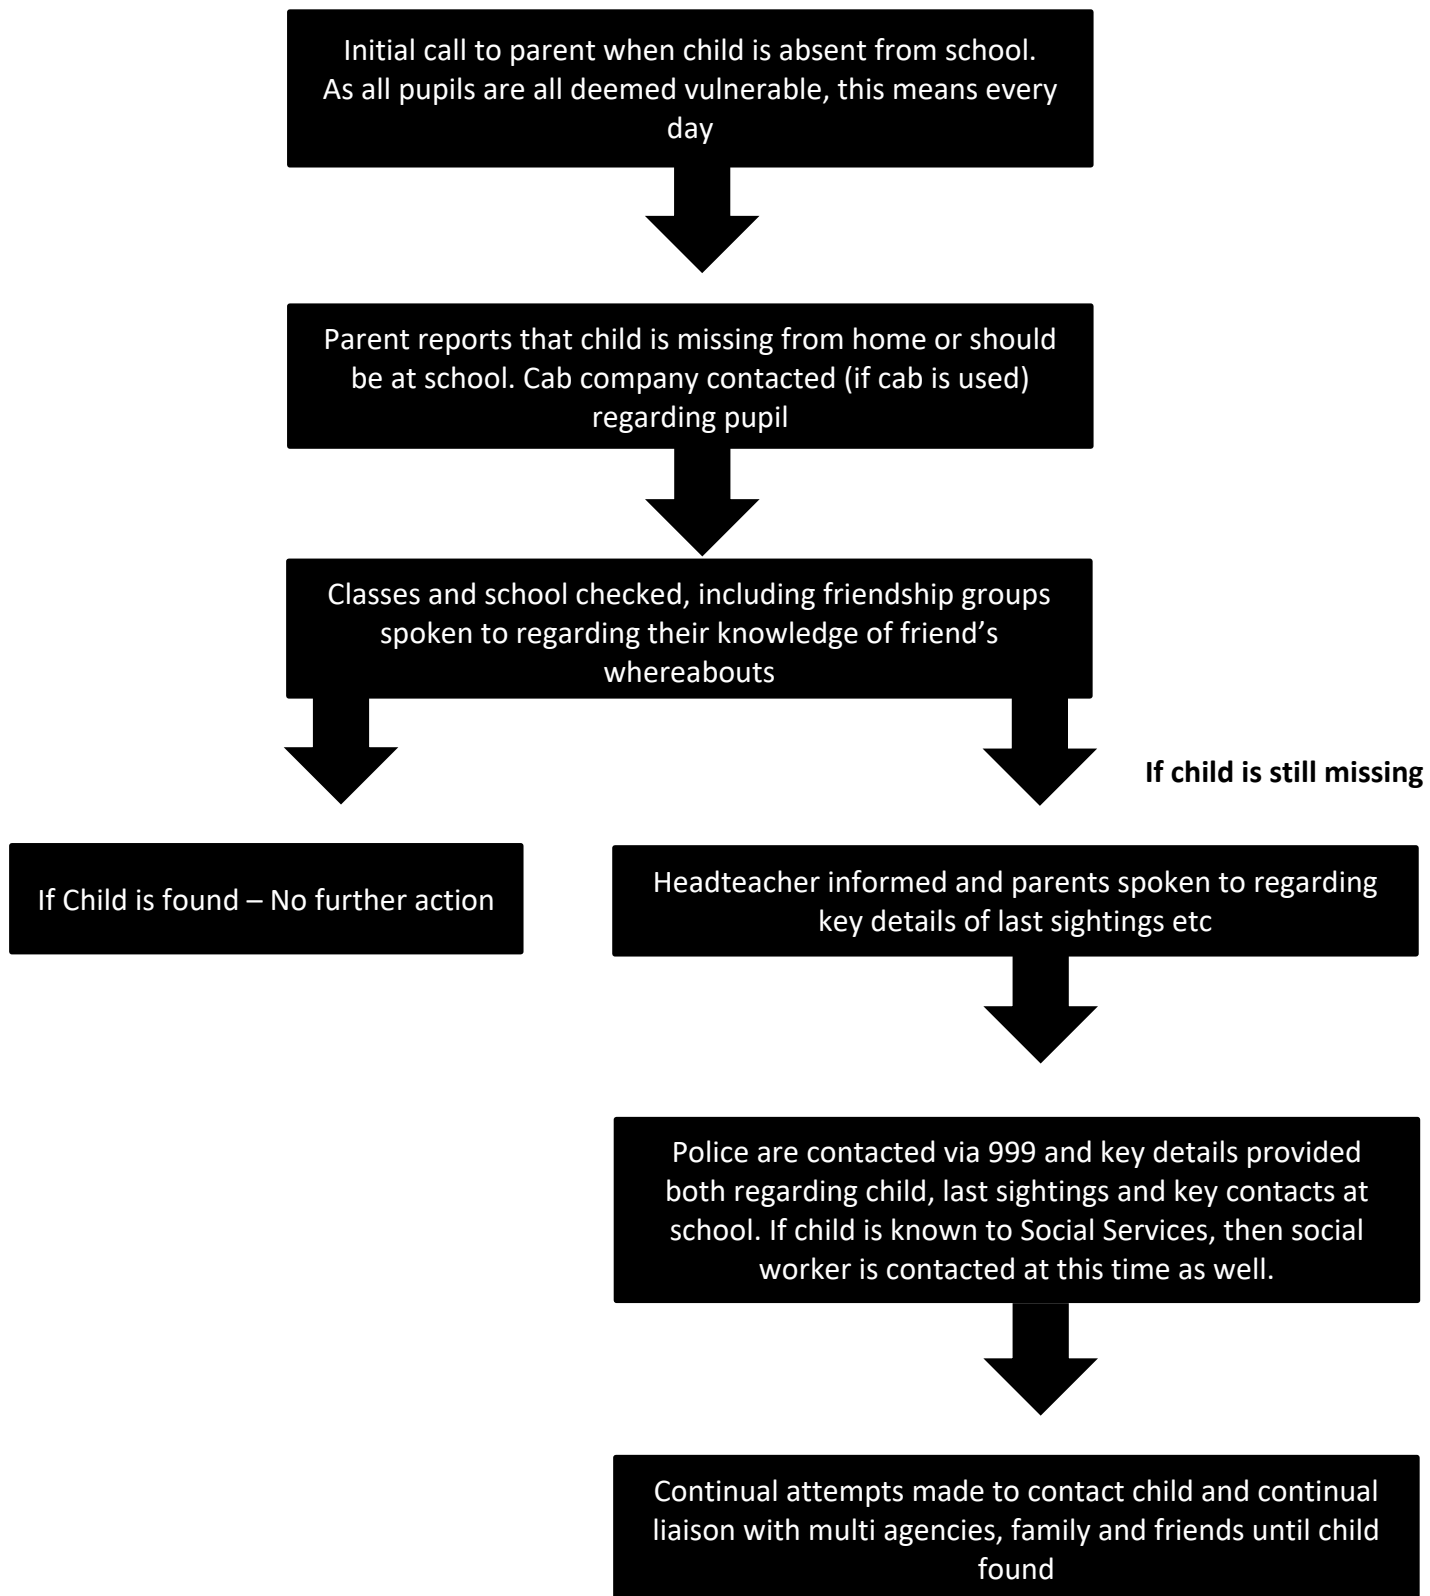 Initial call to parent when child is absent from school.
As all pupils are all deemed vulnerable, this means every
day
Parent reports that child is missing from home or should
be at school. Cab company contacted (if cab is used)
regarding pupil
Classes and school checked, including friendship groups
spoken to regarding their knowledge of friend’s
whereabouts
If child is still missing
If Child is found – No further action
Headteacher informed and parents spoken to regarding
key details of last sightings etc
Police are contacted via 999 and key details provided
both regarding child, last sightings and key contacts at
school. If child is known to Social Services, then social
worker is contacted at this time as well.
Continual attempts made to contact child and continual
liaison with multi agencies, family and friends until child
found